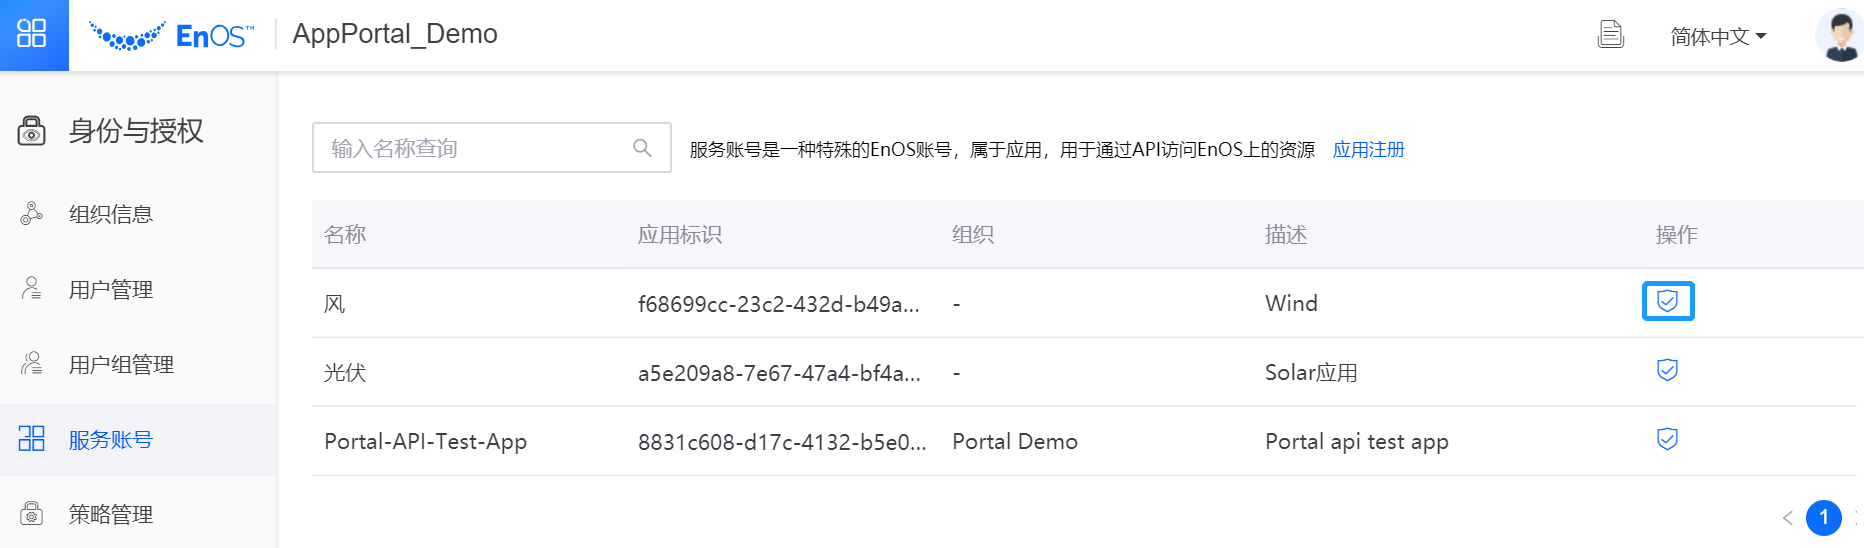 EnOS™ AppPortal_Demo 简体中文
身份与授权
组织信息
用户管理
用户组管理
服务账号
策略管理
输入名称查询 服务账号是一种特殊的EnOS账号，属于应用，用于通过API访问EnOS上的资源 应用注册
名称 应用标识 组织 描述 操作
风 f68699cc-23c2-432d-b49a... - Wind
光伏 a5e209a8-7e67-47a4-bf4a... - Solar应用
Portal-API-Test-App 8831c608-d17c-4132-b5e0... Portal Demo Portal api test app
1